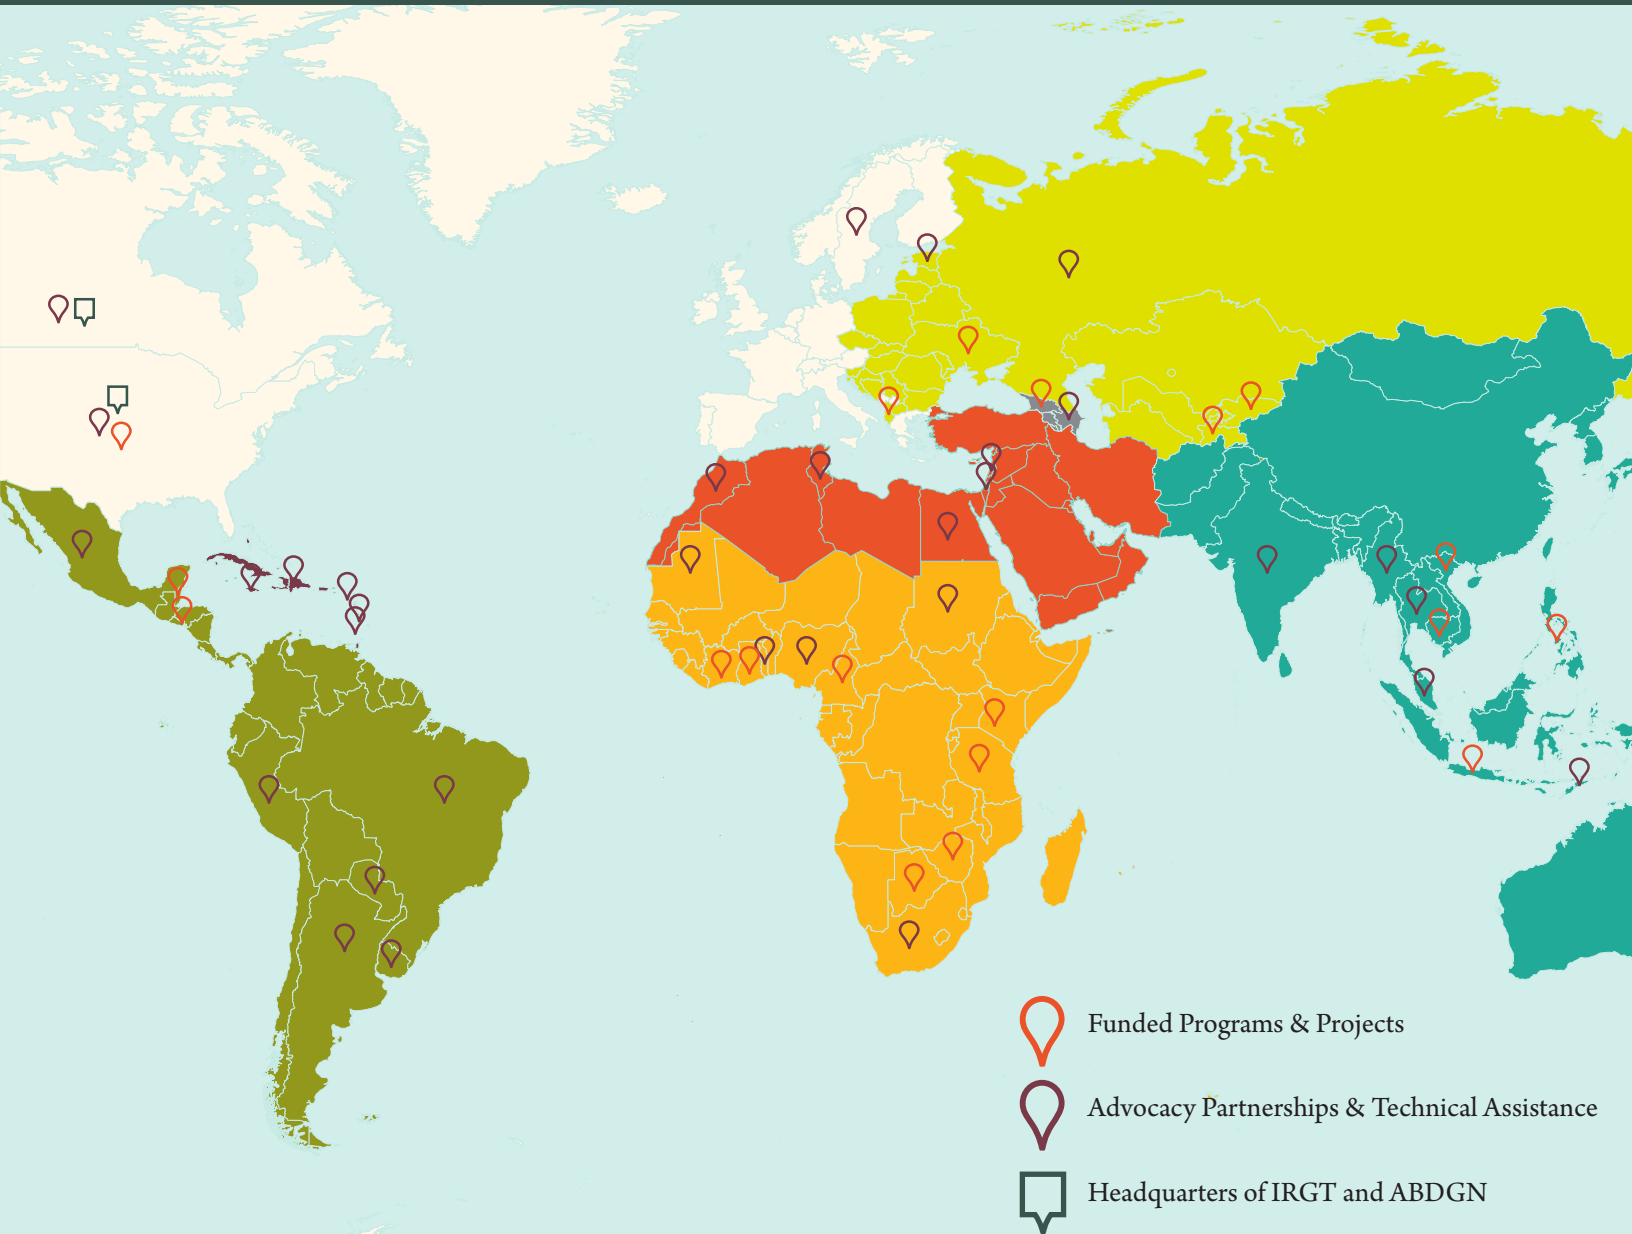 Funded Programs & Projects
Advocacy Partnerships & Technical Assistance
Headquarters of IRGT and ABDGN